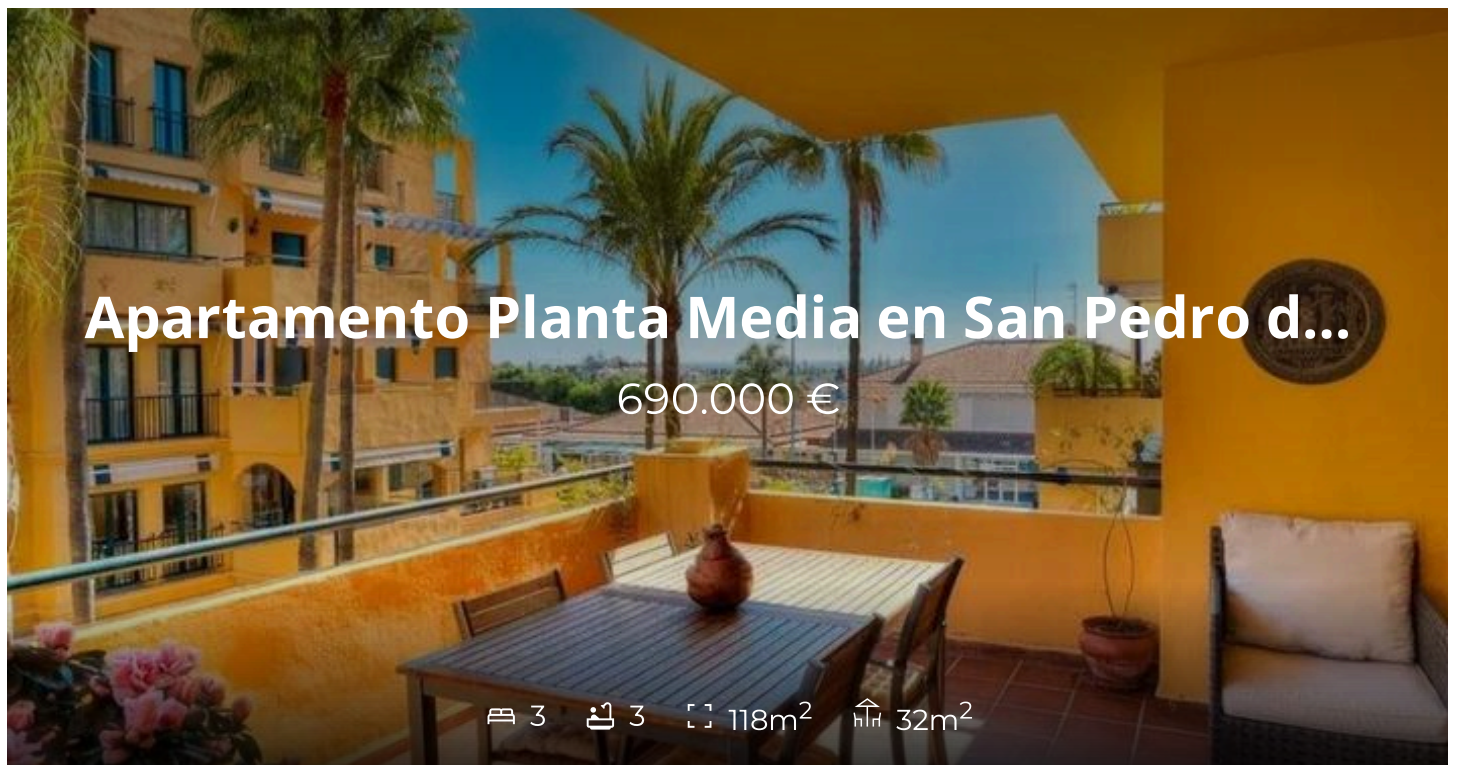 Apartamento Planta Media en San Pedro d...
690.000 €
3 3 118m² 32m²